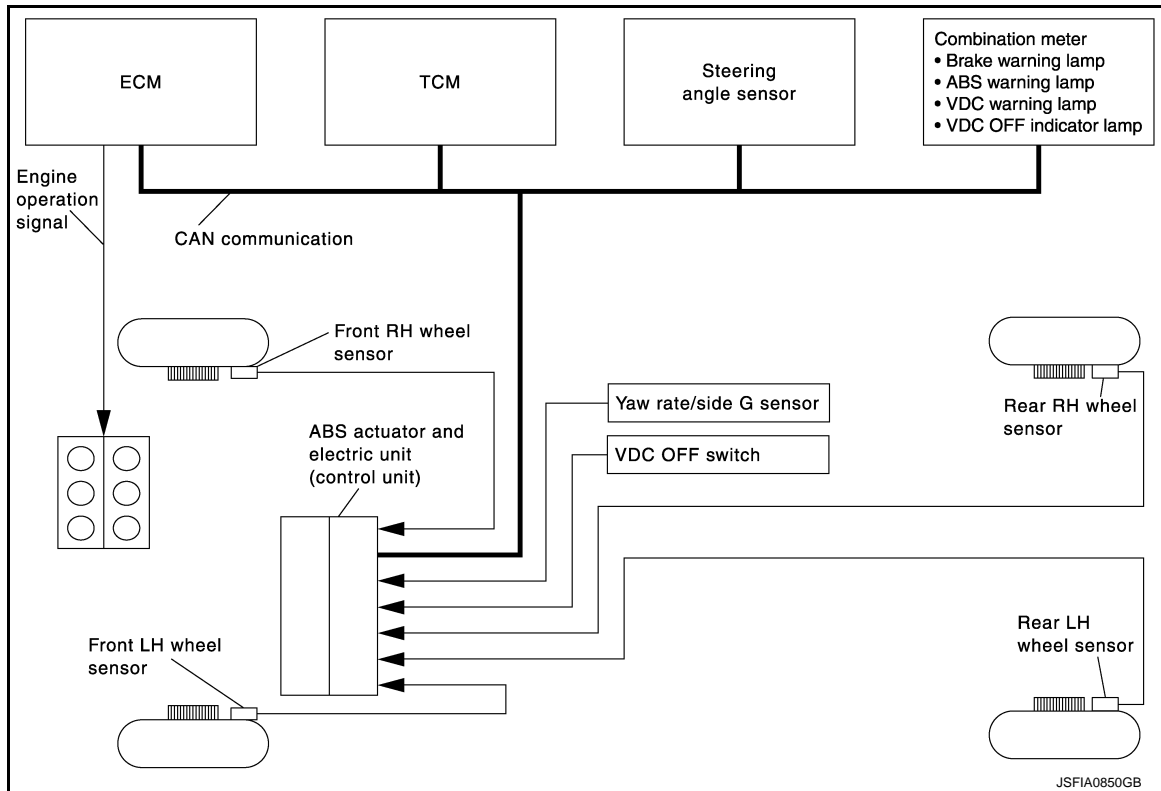 ECM
TCM
Steering
angle sensor
Combination meter
• Brake warning lamp
• ABS warning lamp
• VDC warning lamp
• VDC OFF indicator lamp
Engine
operation
signal
CAN communication
Front RH wheel
sensor
Yaw rate/side G sensor
Rear RH wheel
sensor
ABS actuator and
electric unit
(control unit)
VDC OFF switch
Front LH wheel
sensor
Rear LH
wheel sensor
JSFIA0850GB